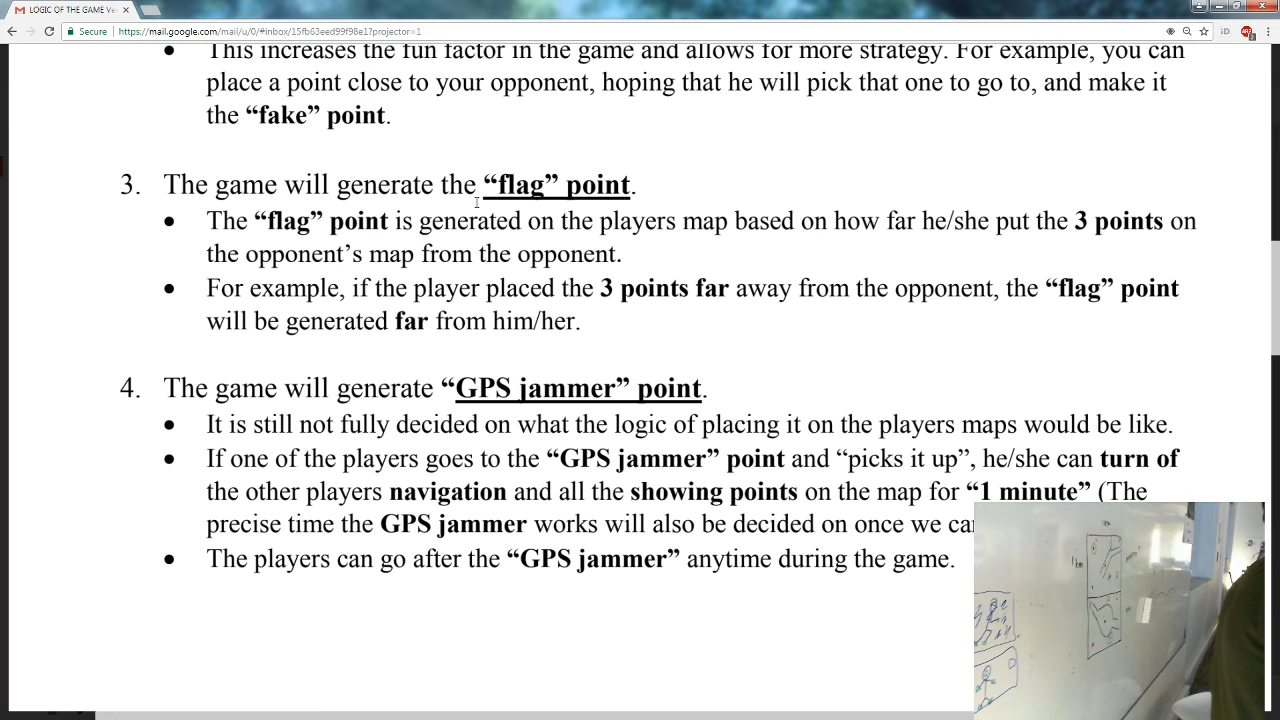 LOGIC OF THE GAME Ve
Secure https://mail.google.com/mail/u/0/#inbox/15fb63eed99f98e1?projector=1
• This increases the fun factor in the game and allows for more strategy. For example, you can
place a point close to your opponent, hoping that he will pick that one to go to, and make it
the “fake” point.
3. The game will generate the “flag” point.
• The “flag” point is generated on the players map based on how far he/she put the 3 points on
the opponent’s map from the opponent.
• For example, if the player placed the 3 points far away from the opponent, the “flag” point
will be generated far from him/her.
4. The game will generate “GPS jammer” point.
• It is still not fully decided on what the logic of placing it on the players maps would be like.
• If one of the players goes to the “GPS jammer” point and “picks it up”, he/she can turn of
the other players navigation and all the showing points on the map for “1 minute” (The
precise time the GPS jammer works will also be decided on once we ca
• The players can go after the “GPS jammer” anytime during the game.